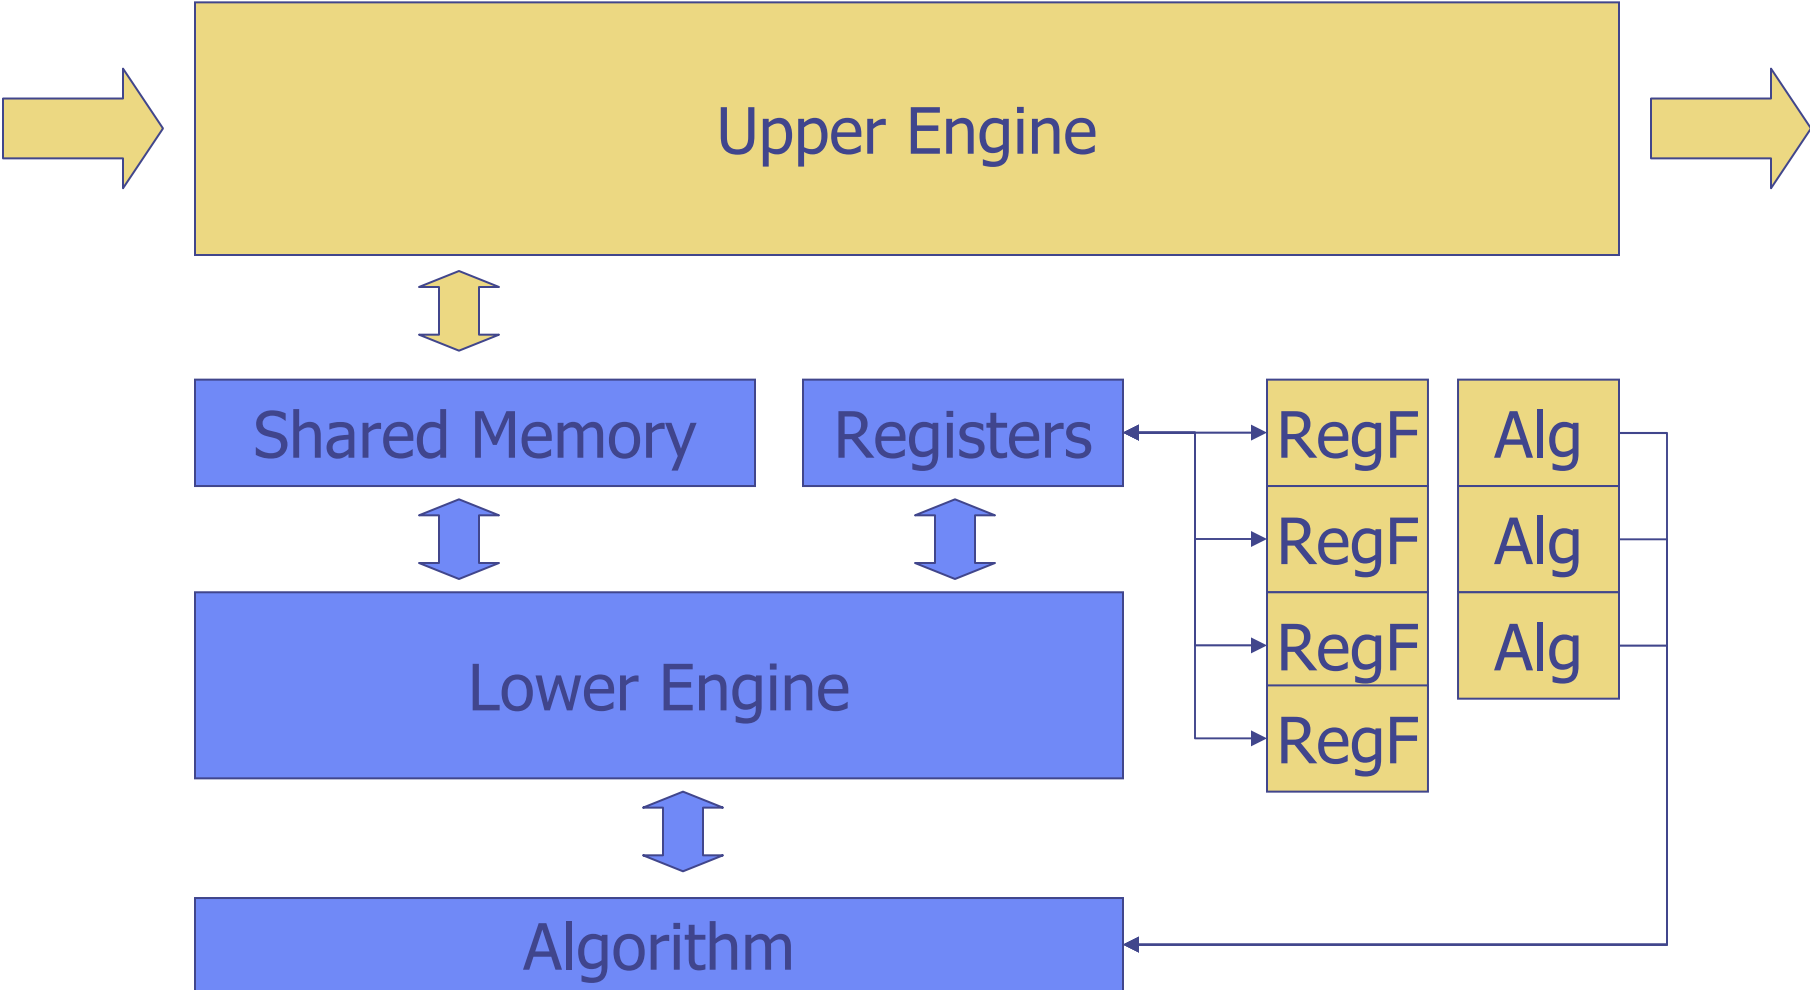 Upper Engine
Shared Memory
Registers
RegF
Alg
RegF
Alg
RegF
Alg
Lower Engine
RegF
Algorithm